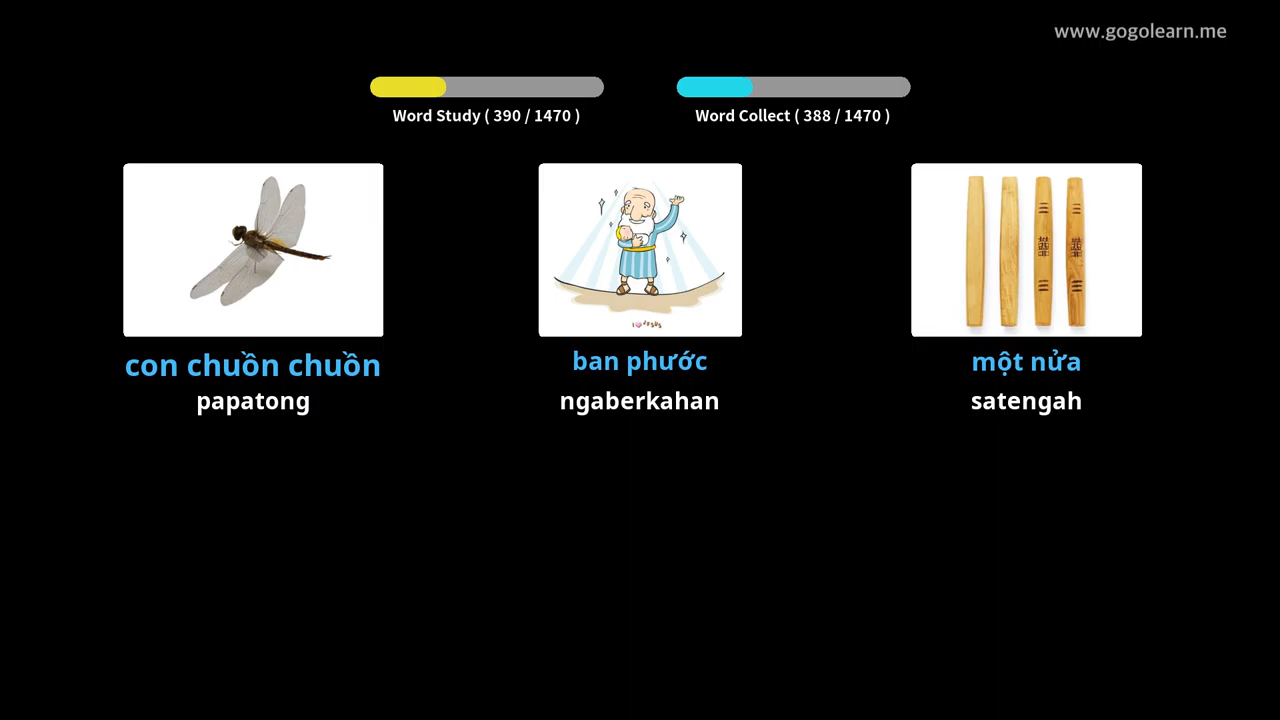 www.gogolearn.me
Word Study ( 390 / 1470 )
Word Collect ( 388 / 1470 )
con chuồn chuồn
papatong
I JESUS
ban phước
ngaberkahan
một nửa
satengah